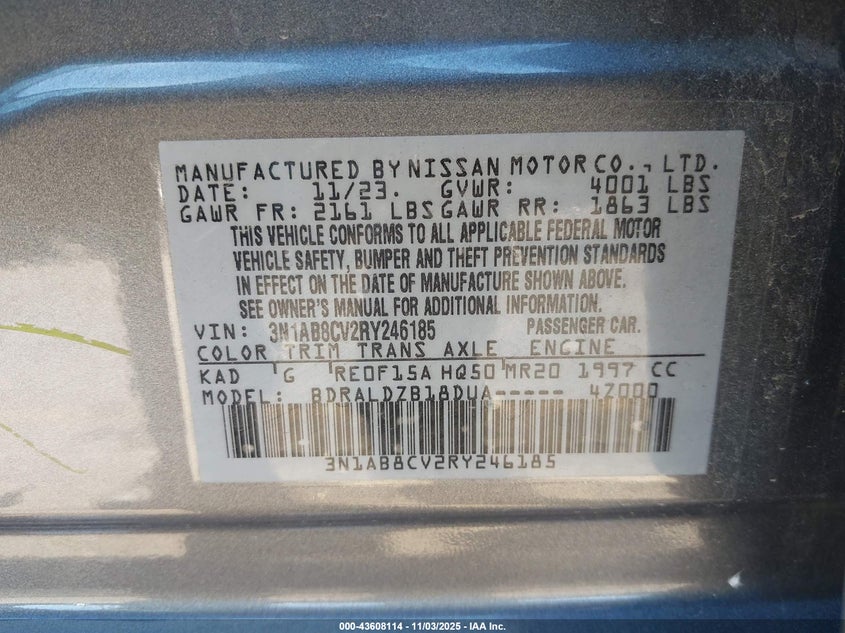 MANUFACTURED BY NISSAN MOTOR CO., LTD.
DATE: 11/23. GVWR: 4001 LBS
GAWR FR: 2161 LBS GAWR RR: 1863 LBS
THIS VEHICLE CONFORMS TO ALL APPLICABLE FEDERAL MOTOR
VEHICLE SAFETY, BUMPER AND THEFT PREVENTION STANDARDS
IN EFFECT ON THE DATE OF MANUFACTURE SHOWN ABOVE.
SEE OWNER'S MANUAL FOR ADDITIONAL INFORMATION.
VIN: 3N1AB8CV2RY246185 PASSENGER CAR.
COLOR TRIM TRANS AXLE ENGINE
KAD G RE0F15A HQ50 MR20 1997 CC
MODEL: BDRALDZB18DUA----- 4Z000
3N1AB8CV2RY246185
000-43608114 - 11/03/2025 - IAA Inc.